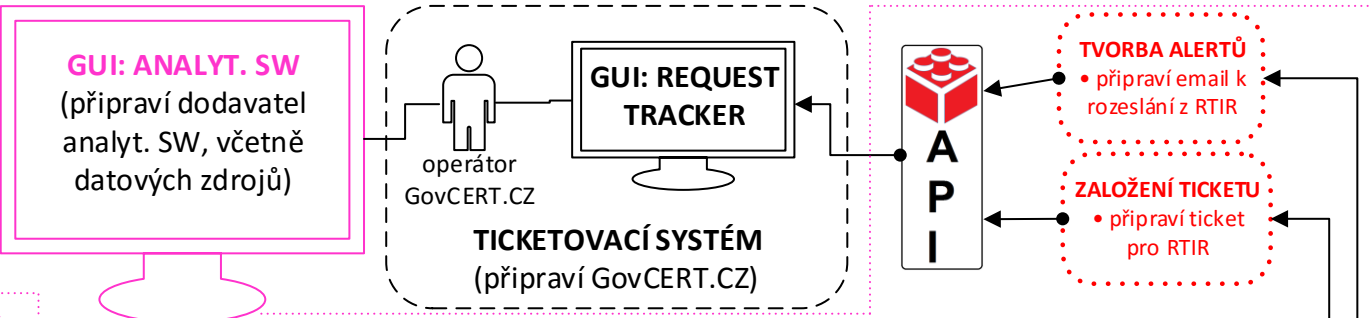 GUI: ANALYT. SW
(připraví dodavatel
analyt. SW, včetně
datových zdrojů)
operátor
GovCERT.CZ
GUI: REQUEST
TRACKER
TICKETOVACÍ SYSTÉM
(připraví GovCERT.CZ)
A
P
I
TVORBA ALERTŮ
• připraví email k
rozeslání z RTIR
ZALOŽENÍ TICKETU
• připraví ticket
pro RTIR